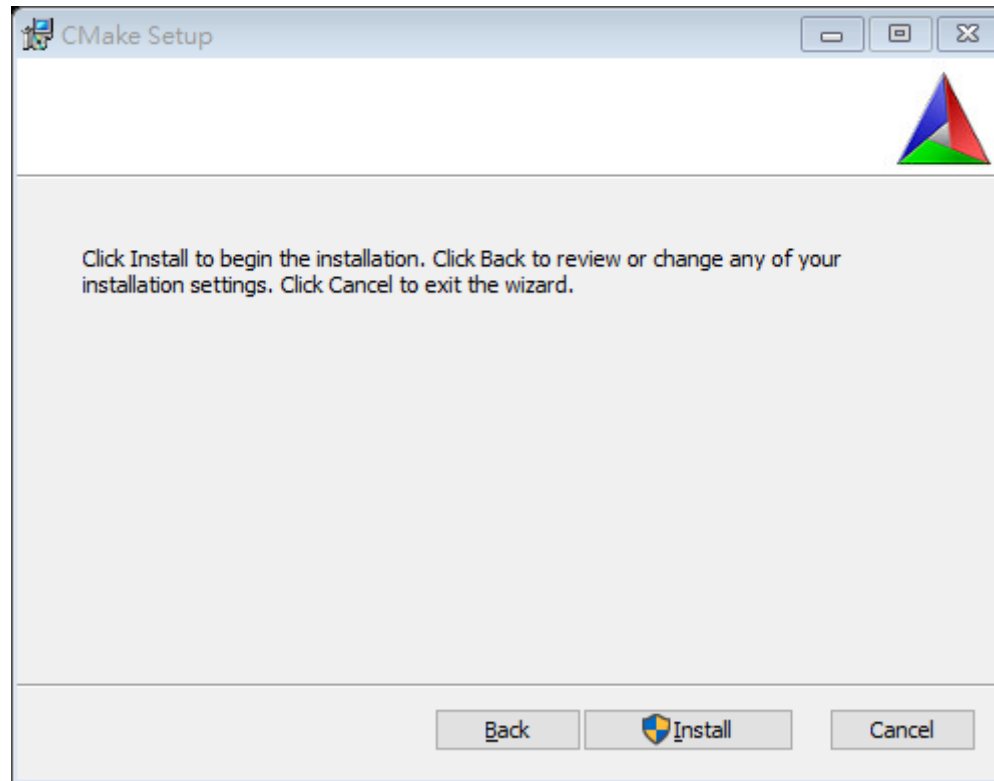 CMake Setup
Click Install to begin the installation. Click Back to review or change any of your
installation settings. Click Cancel to exit the wizard.
Back
Install
Cancel